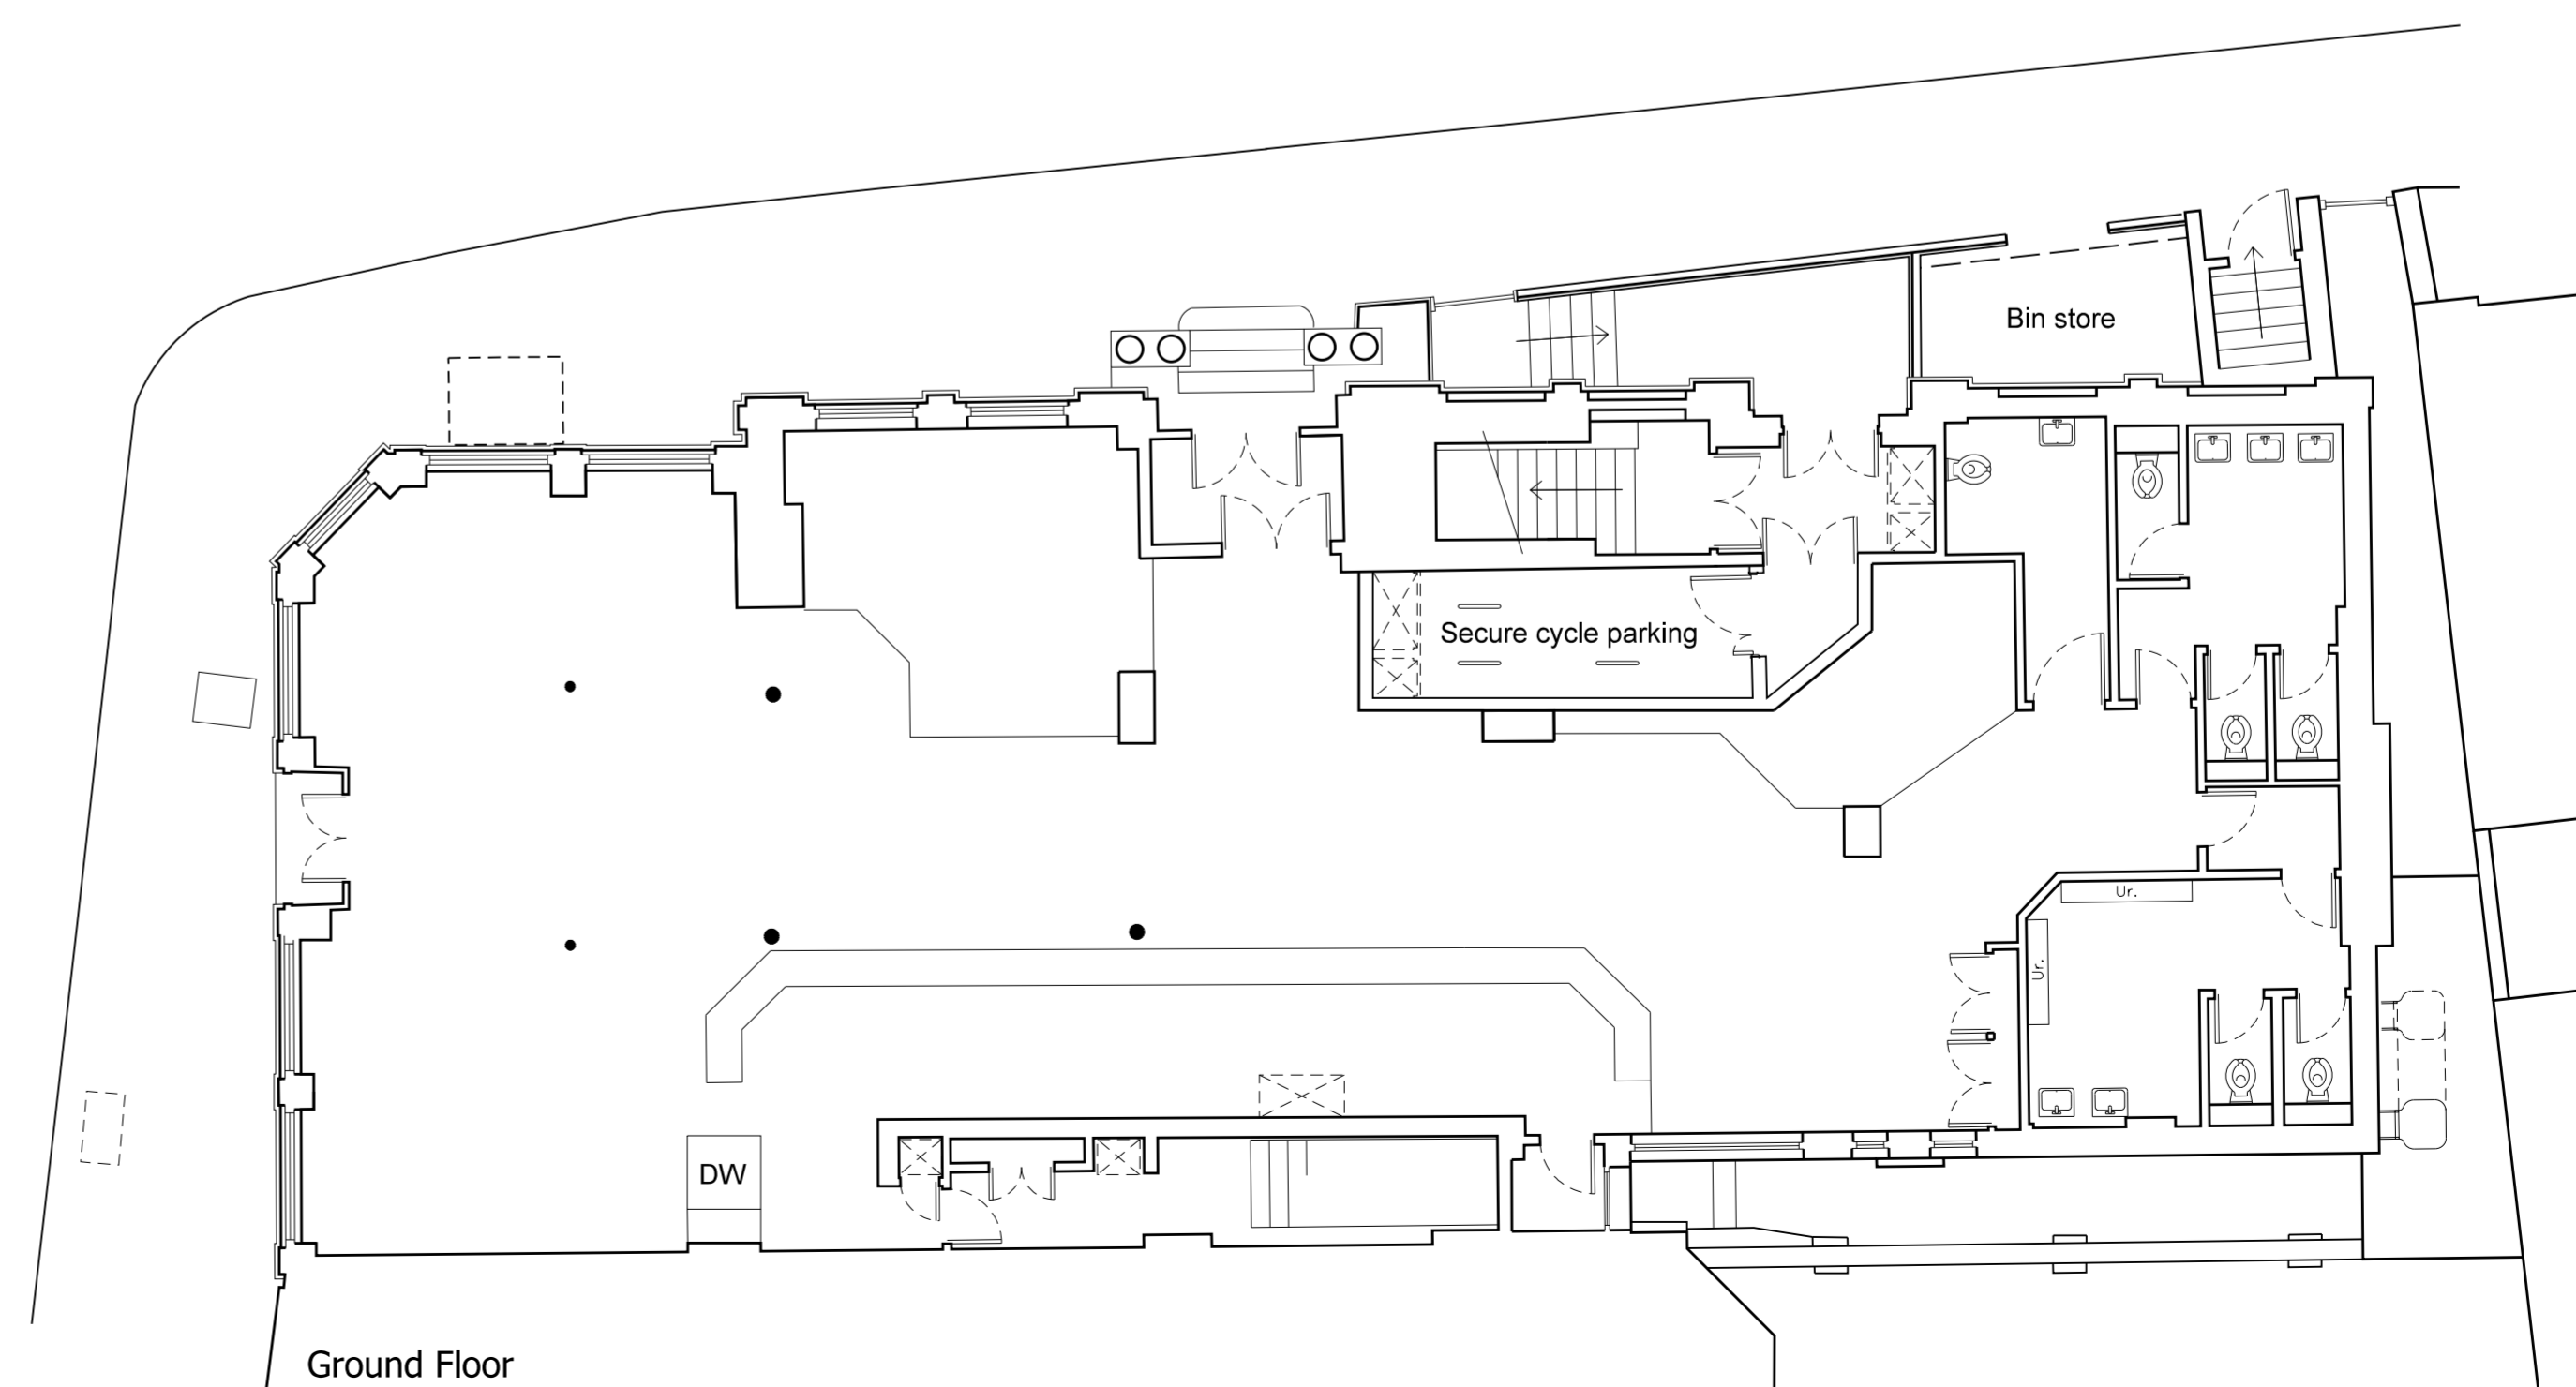 Bin store
Secure cycle parking
Ur.
Ur.
DW
Ground Floor